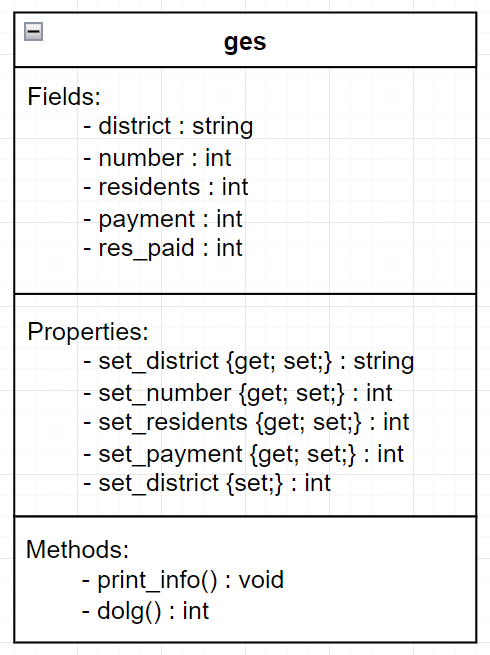 ges
Fields:
- district : string
- number : int
- residents : int
- payment : int
- res_paid : int
Properties:
- set_district {get; set;} : string
- set_number {get; set;} : int
- set_residents {get; set;} : int
- set_payment {get; set;} : int
- set_district {set;} : int
Methods:
- print_info() : void
- dolg() : int